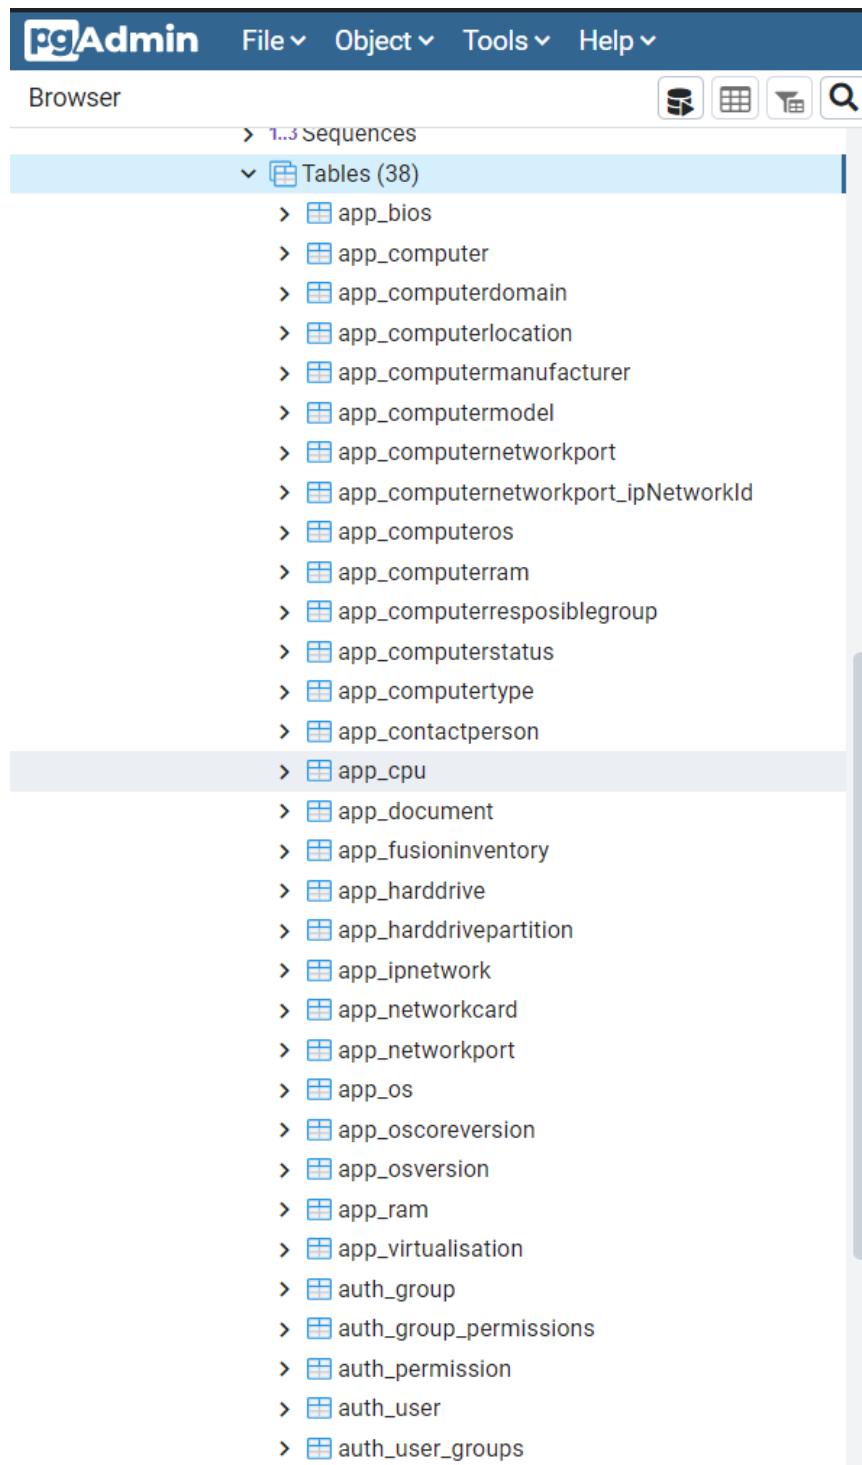 pgAdmin File Object Tools Help
Browser
1..3 Sequences
Tables (38)
app_bios
app_computer
app_computerdomain
app_computerlocation
app_computermanufacturer
app_computermodel
app_computernetworkport
app_computernetworkport_ipNetworkId
app_computeros
app_computerram
app_computerresposiblegroup
app_computerstatus
app_computertype
app_contactperson
app_cpu
app_document
app_fusioninventory
app_harddrive
app_harddrivepartition
app_ipnetwork
app_networkcard
app_networkport
app_os
app_oscoreversion
app_osversion
app_ram
app_virtualisation
auth_group
auth_group_permissions
auth_permission
auth_user
auth_user_groups